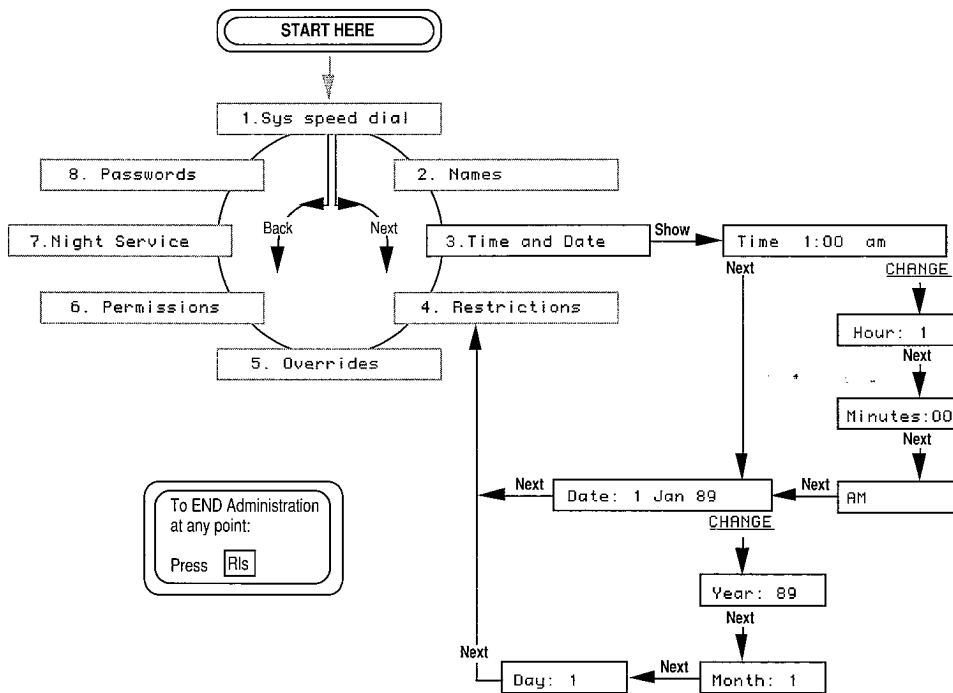 START HERE
1.Sys speed dial
8. Passwords
2. Names
Back
Next
7.Night Service
3.Time and Date
Show
Time 1:00 am
Next
CHANGE
6. Permissions
4. Restrictions
Hour: 1
Next
5. Overrides
Minutes:00
Next
To END Administration
at any point:
Press Rls
Next
Date: 1 Jan 89
Next
AM
CHANGE
Year: 89
Next
Next
Day: 1
Next
Month: 1